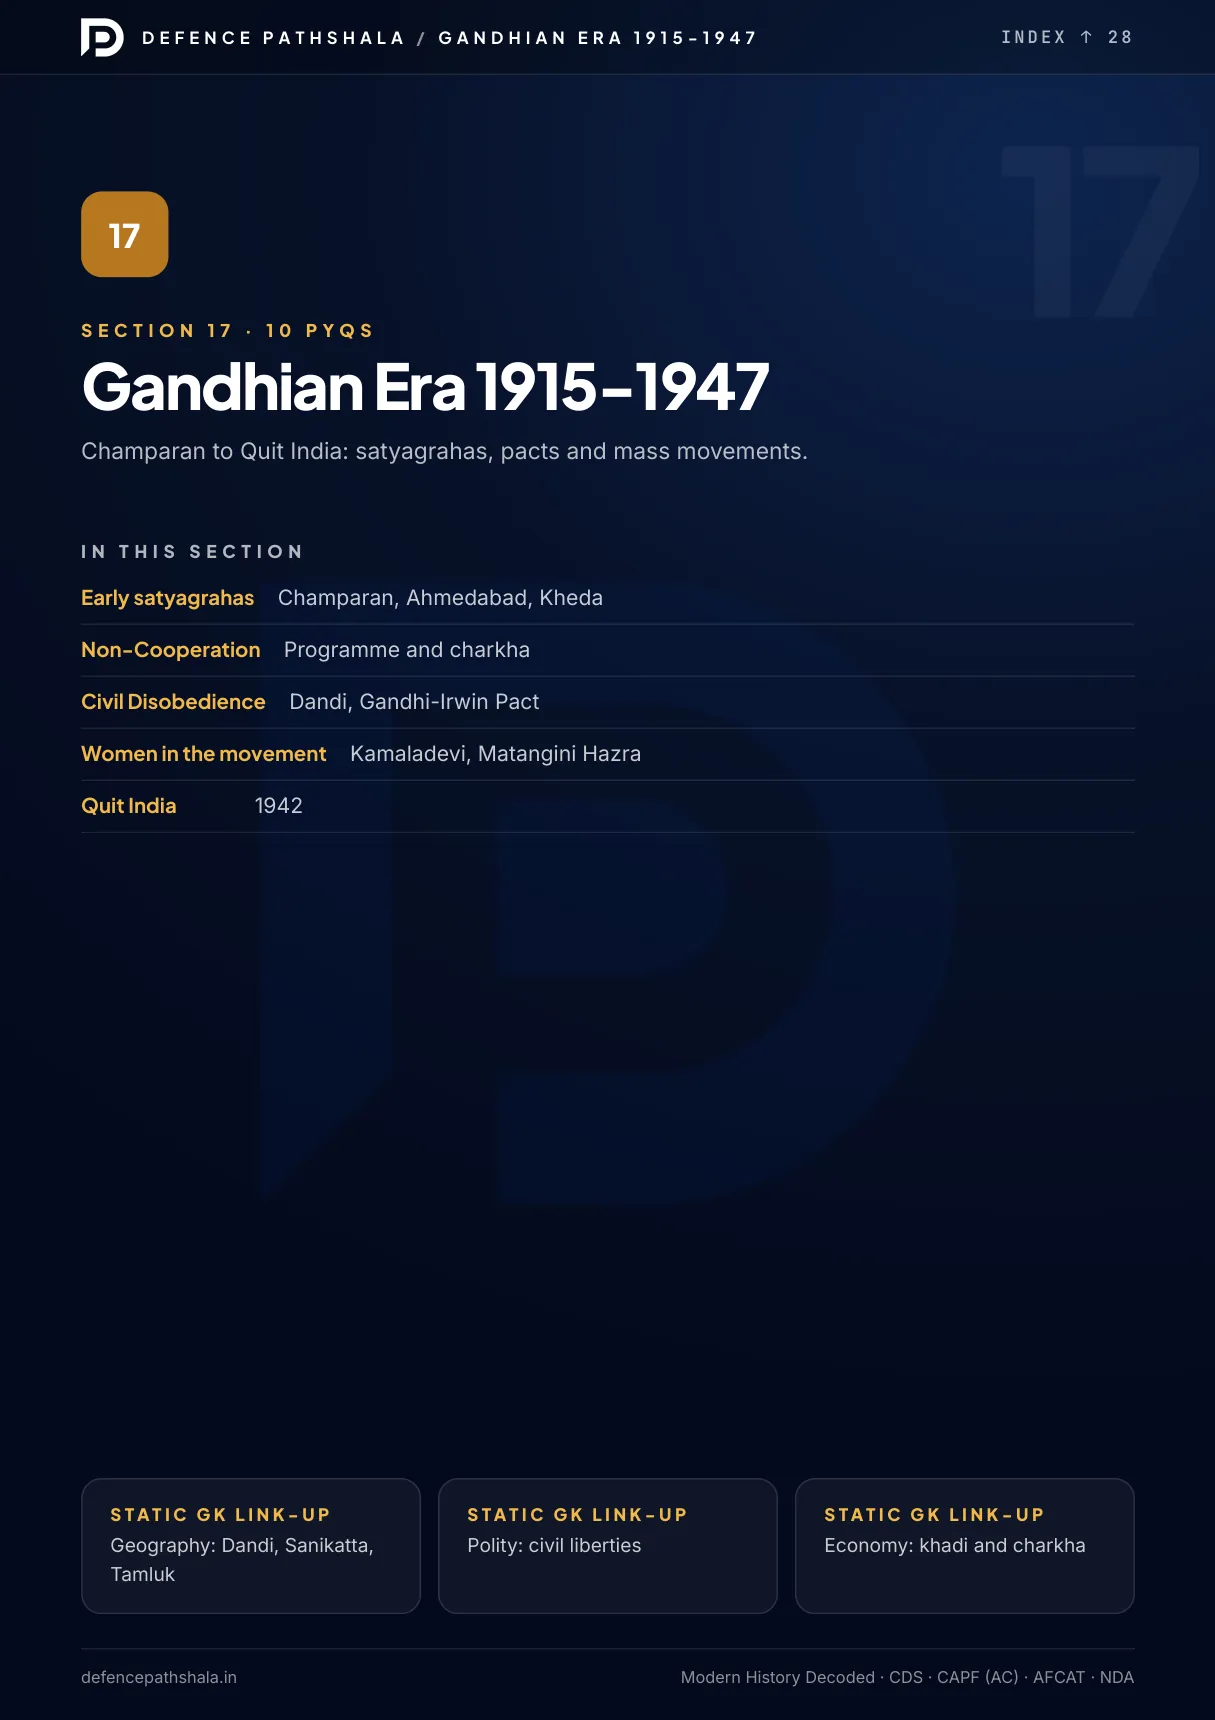 DEFENCE PATHSHALA / GANDHIAN ERA 1915-1947
INDEX ↑ 28
17
17
SECTION 17 · 10 PYQS
Gandhian Era 1915-1947
Champaran to Quit India: satyagrahas, pacts and mass movements.
IN THIS SECTION
Early satyagrahas Champaran, Ahmedabad, Kheda
Non-Cooperation Programme and charkha
Civil Disobedience Dandi, Gandhi-Irwin Pact
Women in the movement Kamaladevi, Matangini Hazra
Quit India 1942
STATIC GK LINK-UP
Geography: Dandi, Sanikatta,
Tamluk
STATIC GK LINK-UP
Polity: civil liberties
STATIC GK LINK-UP
Economy: khadi and charkha
defencepathshala.in
Modern History Decoded · CDS · CAPF (AC) · AFCAT · NDA